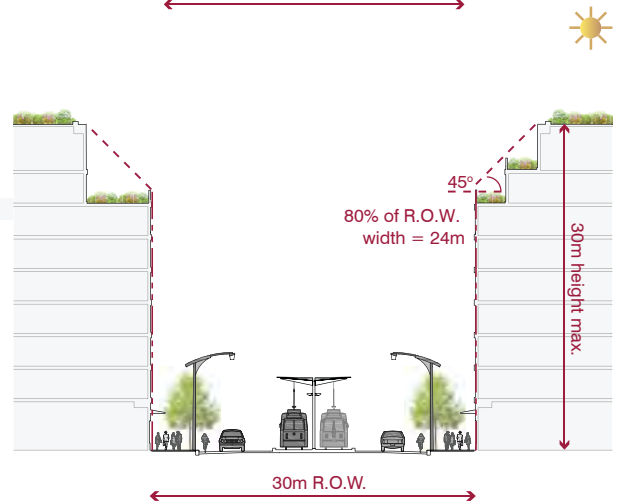 45°
80% of R.O.W.
width = 24m
30m height max.
30m R.O.W.